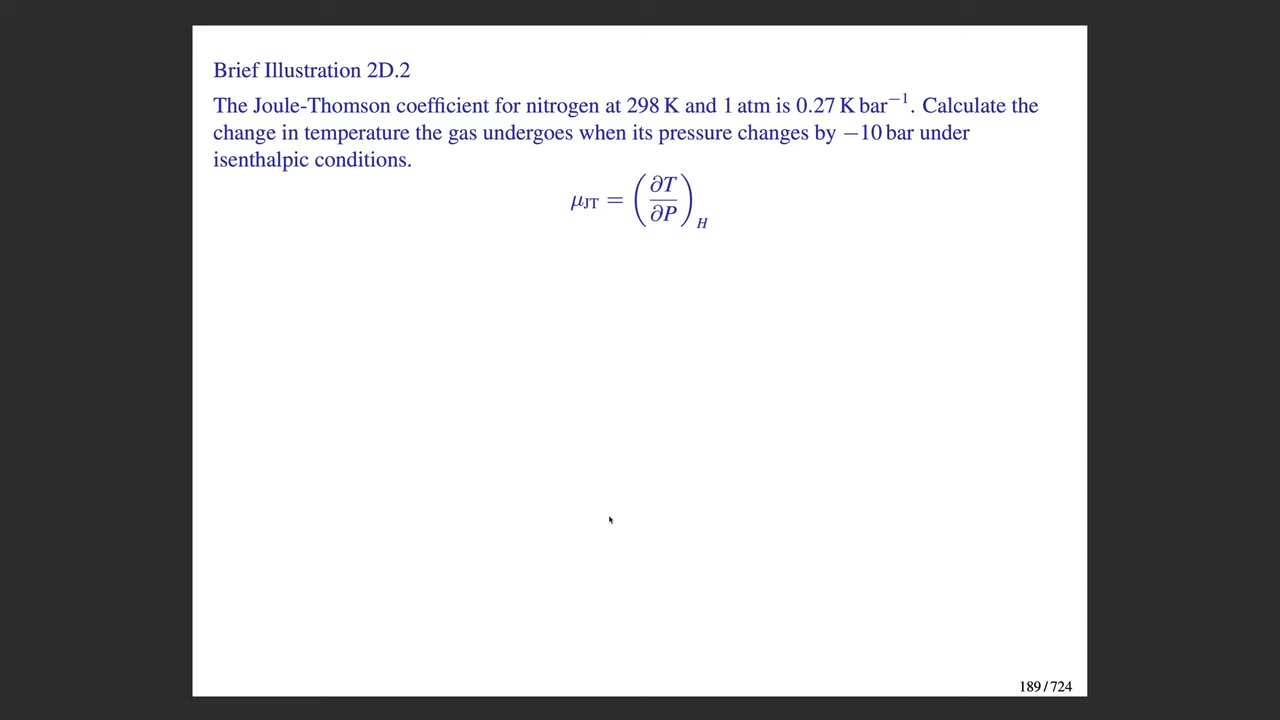 Brief Illustration 2D.2
The Joule-Thomson coefficient for nitrogen at 298 K and 1 atm is 0.27 K bar⁻¹. Calculate the
change in temperature the gas undergoes when its pressure changes by −10 bar under
isenthalpic conditions.
μ_JT = (∂T/∂P)_H
189 / 724